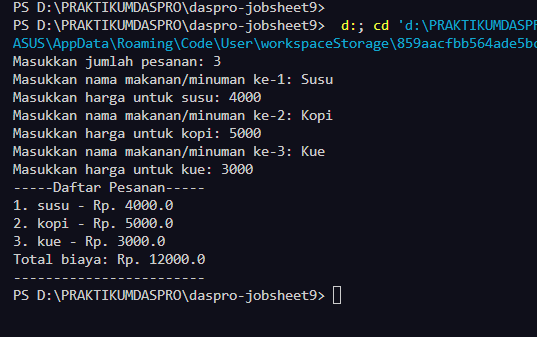 PS D:\PRAKTIKUMDASPRO\daspro-jobsheet9>
PS D:\PRAKTIKUMDASPRO\daspro-jobsheet9>  d:; cd 'd:\PRAKTIKUMDASPR
ASUS\AppData\Roaming\Code\User\workspaceStorage\859aacfbb564ade5bc
Masukkan jumlah pesanan: 3
Masukkan nama makanan/minuman ke-1: Susu
Masukkan harga untuk susu: 4000
Masukkan nama makanan/minuman ke-2: Kopi
Masukkan harga untuk kopi: 5000
Masukkan nama makanan/minuman ke-3: Kue
Masukkan harga untuk kue: 3000
-----Daftar Pesanan-----
1. susu - Rp. 4000.0
2. kopi - Rp. 5000.0
3. kue - Rp. 3000.0
Total biaya: Rp. 12000.0
------------------------
PS D:\PRAKTIKUMDASPRO\daspro-jobsheet9>